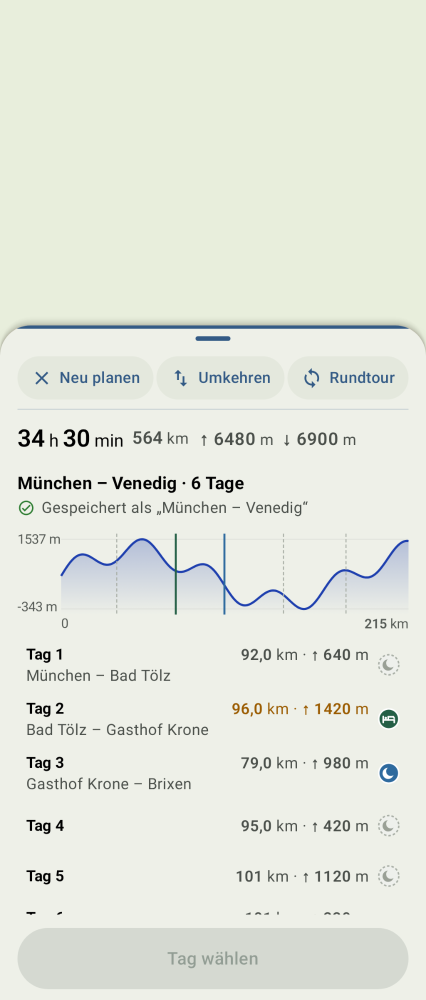 Neu planen
Umkehren
Rundtour
34 h 30 min 564 km ↑ 6480 m ↓ 6900 m
München – Venedig · 6 Tage
Gespeichert als „München – Venedig“
1537 m
-343 m
0
215 km
Tag 1
92,0 km · ↑ 640 m
München – Bad Tölz
Tag 2
96,0 km · ↑ 1420 m
Bad Tölz – Gasthof Krone
Tag 3
79,0 km · ↑ 980 m
Gasthof Krone – Brixen
Tag 4
95,0 km · ↑ 420 m
Tag 5
101 km · ↑ 1120 m
Tag wählen